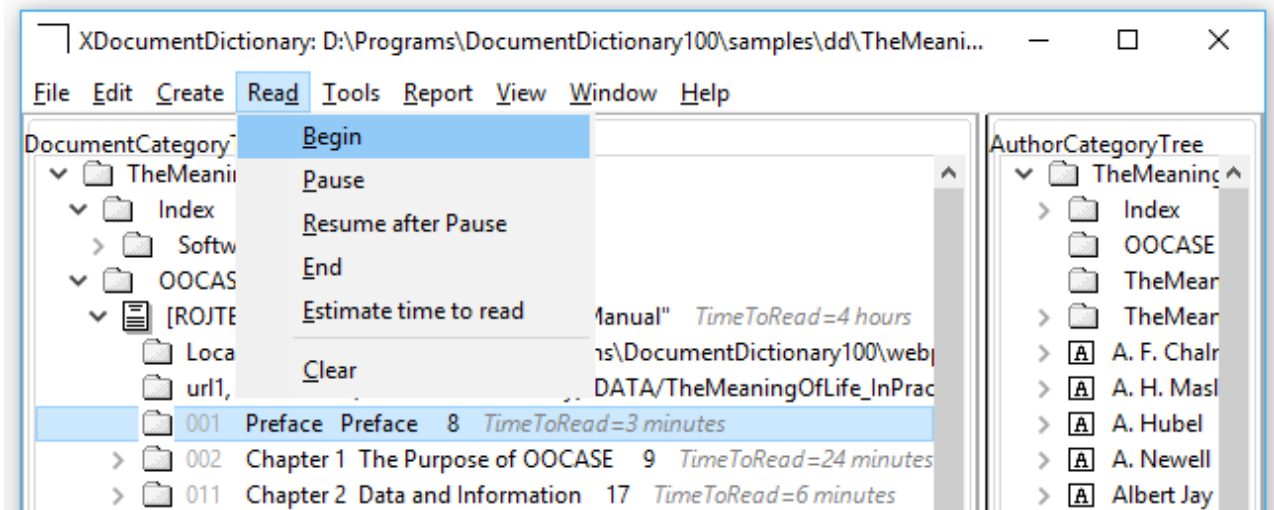 XDocumentDictionary: D:\Programs\DocumentDictionary100\samples\dd\TheMeani...
File Edit Create Read Tools Report View Window Help
DocumentCategory
TheMeani
Index
Softw
OOCAS
[ROJTE Manual" TimeToRead=4 hours
Loca ns\DocumentDictionary100\web
url1, DATA/TheMeaningOfLife_InPrac
001 Preface Preface 8 TimeToRead=3 minutes
002 Chapter 1 The Purpose of OOCASE 9 TimeToRead=24 minutes
011 Chapter 2 Data and Information 17 TimeToRead=6 minutes
Begin
Pause
Resume after Pause
End
Estimate time to read
Clear
AuthorCategoryTree
TheMeaning
Index
OOCASE
TheMean
TheMean
A A. F. Chalr
A A. H. Masl
A A. Hubel
A A. Newell
A Albert Jay